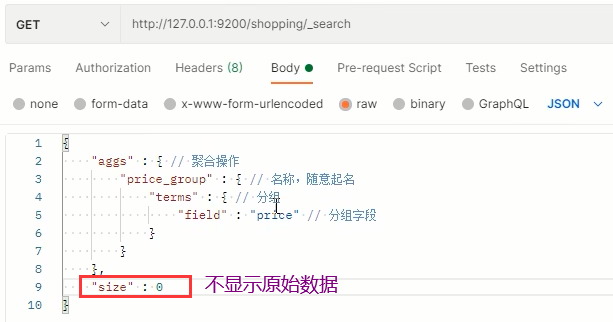 GET http://127.0.0.1:9200/shopping/_search
Params Authorization Headers (8) Body Pre-request Script Tests Settings
none form-data x-www-form-urlencoded raw binary GraphQL JSON
1 {
2 "aggs" : { // 聚合操作
3 "price_group" : { // 名称，随意起名
4 "terms" : { // 分组
5 "field" : "price" // 分组字段
6 }
7 }
8 },
9 "size" : 0 不显示原始数据
10 }